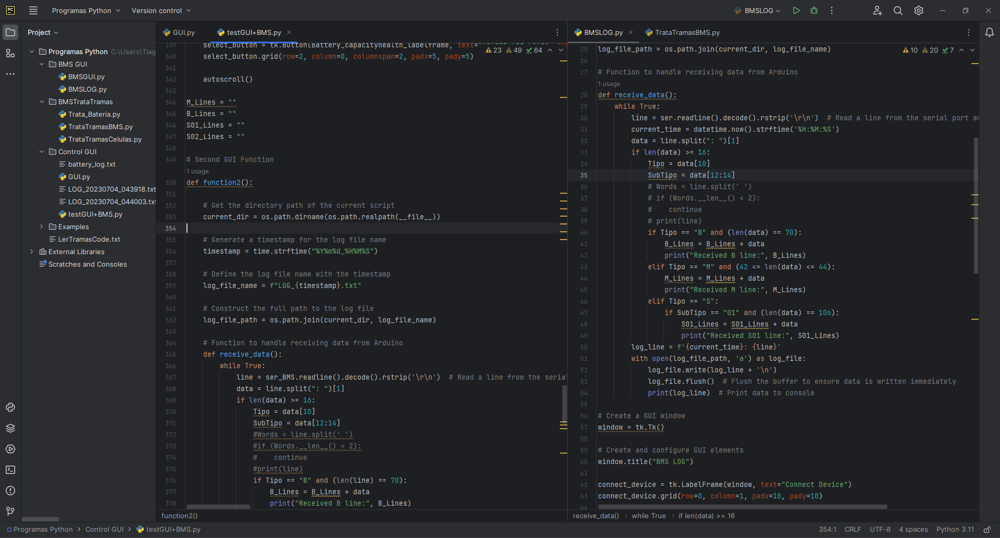 PC Programas Python Version control BMSLOG
Project
Programas Python C:\Users\Tiag
BMS GUI
BMSGUI.py
BMSLOG.py
BMSTrataTramas
Trata_Bateria.py
TrataTramasBMS.py
TrataTramasCelulas.py
Control GUI
battery_log.txt
GUI.py
LOG_20230704_043918.txt
LOG_20230704_044003.txt
testGUI+BMS.py
Examples
LerTramasCode.txt
External Libraries
Scratches and Consoles
GUI.py testGUI+BMS.py
23 49 64
339 select_button = tk.Button(Battery_capacityhealth_labelframe, text=
340 select_button.grid(row=2, column=0, columnspan=2, padx=5, pady=5)
341
342 autoscroll()
343
344 M_Lines = ""
345 B_Lines = ""
346 S01_Lines = ""
347 S02_Lines = ""
348
349 # Second GUI Function
1 usage
350 def function2():
351
352 # Get the directory path of the current script
353 current_dir = os.path.dirname(os.path.realpath(__file__))
354
355 # Generate a timestamp for the log file name
356 timestamp = time.strftime("%Y%m%d_%H%M%S")
357
358 # Define the log file name with the timestamp
359 log_file_name = f"LOG_{timestamp}.txt"
360
361 # Construct the full path to the log file
362 log_file_path = os.path.join(current_dir, log_file_name)
363
364 # Function to handle receiving data from Arduino
365 def receive_data():
366 while True:
367 line = ser_BMS.readline().decode().rstrip('\r\n')  # Read a line from the serial
368 data = line.split(": ")[1]
369 if len(data) >= 16:
370 Tipo = data[10]
371 SubTipo = data[12:14]
372 #Words = line.split(' ')
373 #if (Words.__len__() < 2):
374 #    continue
375 #print(line)
376 if Tipo == "B" and (len(line) == 70):
377 B_Lines = B_Lines + data
378 print("Received B line:", B_Lines)
function2()
BMSLOG.py TrataTramasBMS.py
10 20 7
25 log_file_path = os.path.join(current_dir, log_file_name)
26
27 # Function to handle receiving data from Arduino
1 usage
28 def receive_data():
29 while True:
30 line = ser.readline().decode().rstrip('\r\n')  # Read a line from the serial port an
31 current_time = datetime.now().strftime('%H:%M:%S')
32 data = line.split(": ")[1]
33 if len(data) >= 16:
34 Tipo = data[10]
35 SubTipo = data[12:14]
36 # Words = line.split(' ')
37 # if (Words.__len__() < 2):
38 #    continue
39 # print(line)
40 if Tipo == "B" and (len(data) == 70):
41 B_Lines = B_Lines + data
42 print("Received B line:", B_Lines)
43 elif Tipo == "M" and (42 <= len(data) <= 44):
44 M_Lines = M_Lines + data
45 print("Received M line:", M_Lines)
46 elif Tipo == "S":
47 if SubTipo == "01" and (len(data) == 106):
48 S01_Lines = S01_Lines + data
49 print("Received S01 line:", S01_Lines)
50 log_line = f'{current_time}: {line}'
51 with open(log_file_path, 'a') as log_file:
52 log_file.write(log_line + '\n')
53 log_file.flush()  # Flush the buffer to ensure data is written immediately
54 print(log_line)  # Print data to console
55
56 # Create a GUI window
57 window = tk.Tk()
58
59 # Create and configure GUI elements
60 window.title("BMS LOG")
61
62 connect_device = tk.LabelFrame(window, text="Connect Device")
63 connect_device.grid(row=0, column=1, padx=10, pady=10)
64
receive_data() while True if len(data) >= 16
Programas Python Control GUI testGUI+BMS.py 354:1 CRLF UTF-8 4 spaces Python 3.11